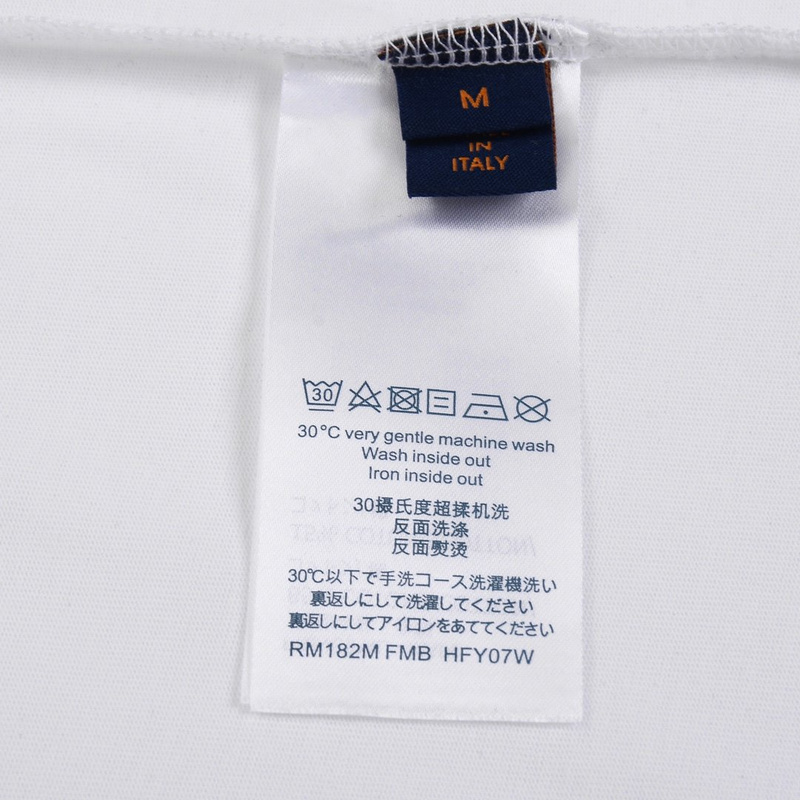 M
IN
ITALY
30
30°C very gentle machine wash
Wash inside out
Iron inside out
30摄氏度超揉机洗
反面洗涤
反面熨烫
30℃以下で手洗コース洗濯機洗い
裏返しにして洗濯してください
裏返しにしてアイロンをあててください
RM182M FMB HFY07W